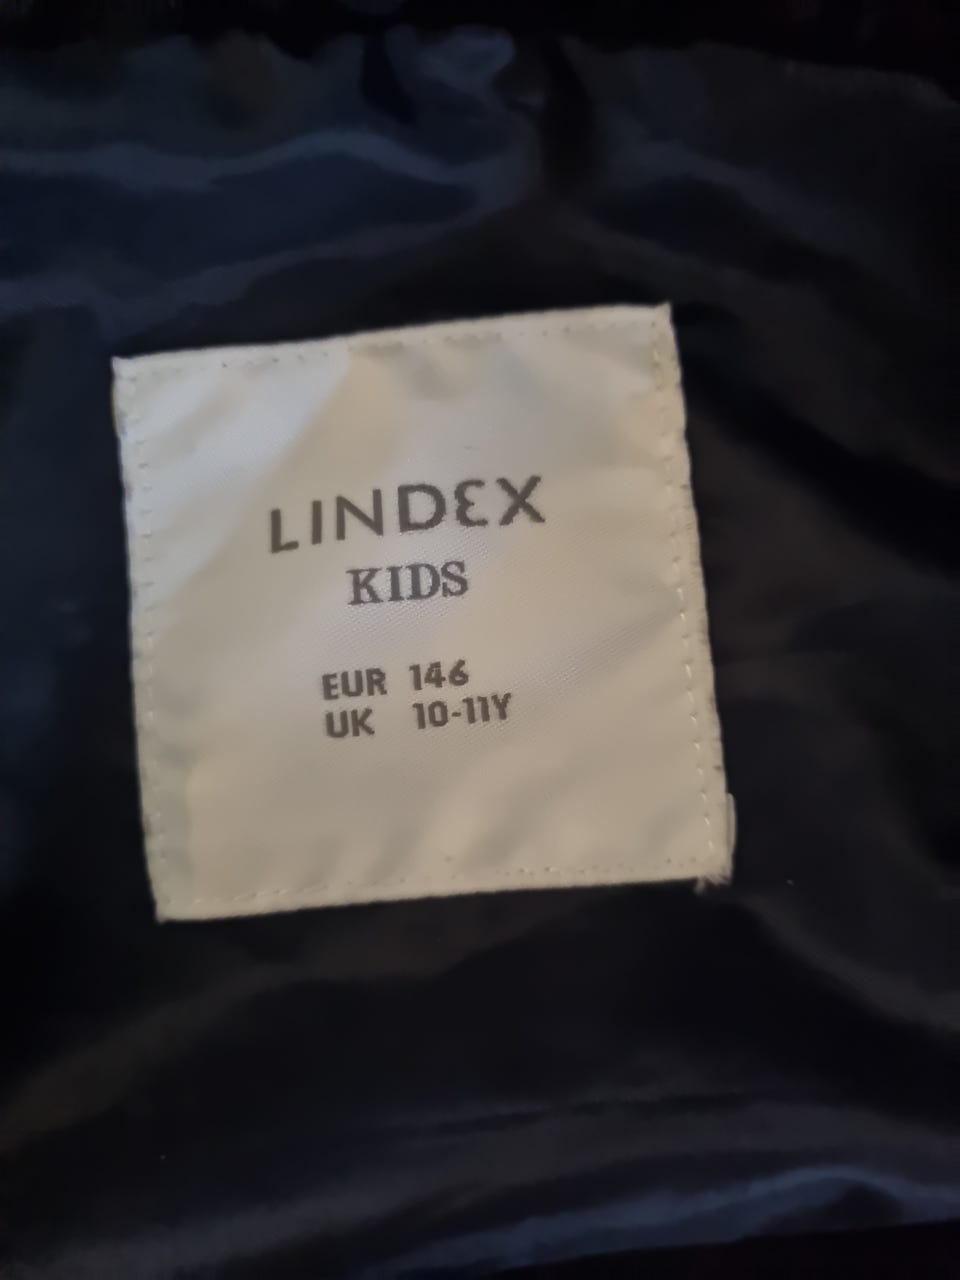 LINDEX
KIDS
EUR 146
UK 10-11Y